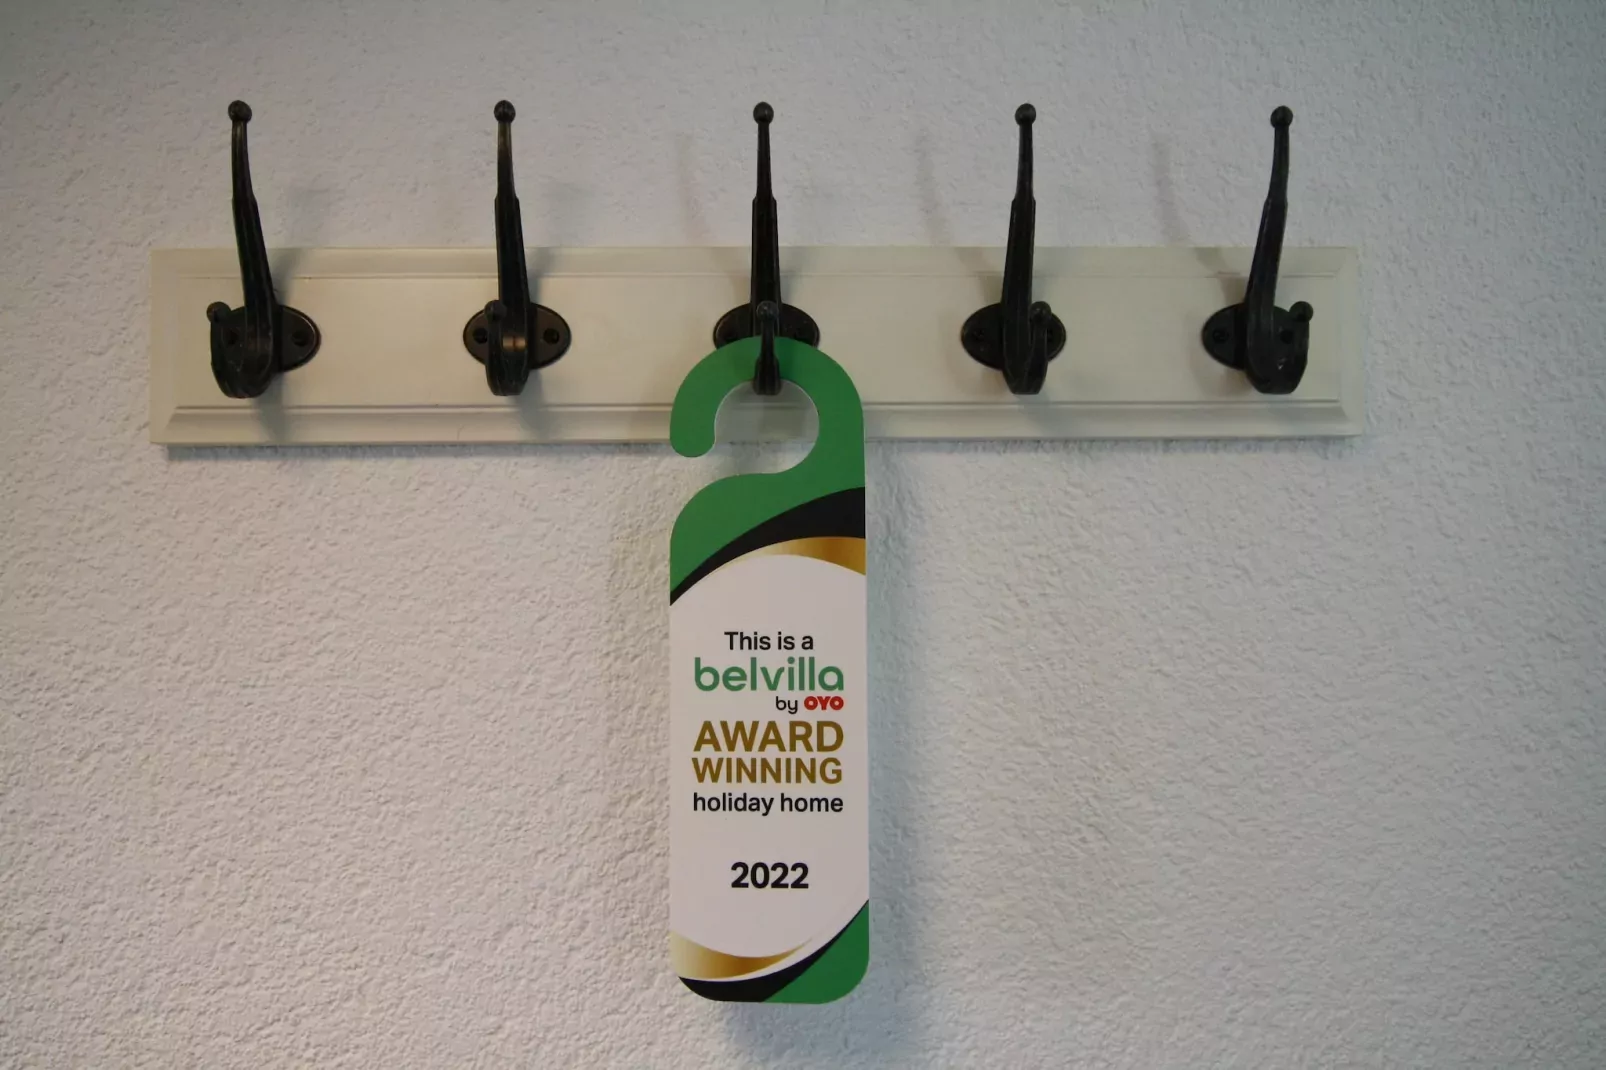 This is a
belvilla
by OYO
AWARD
WINNING
holiday home
2022